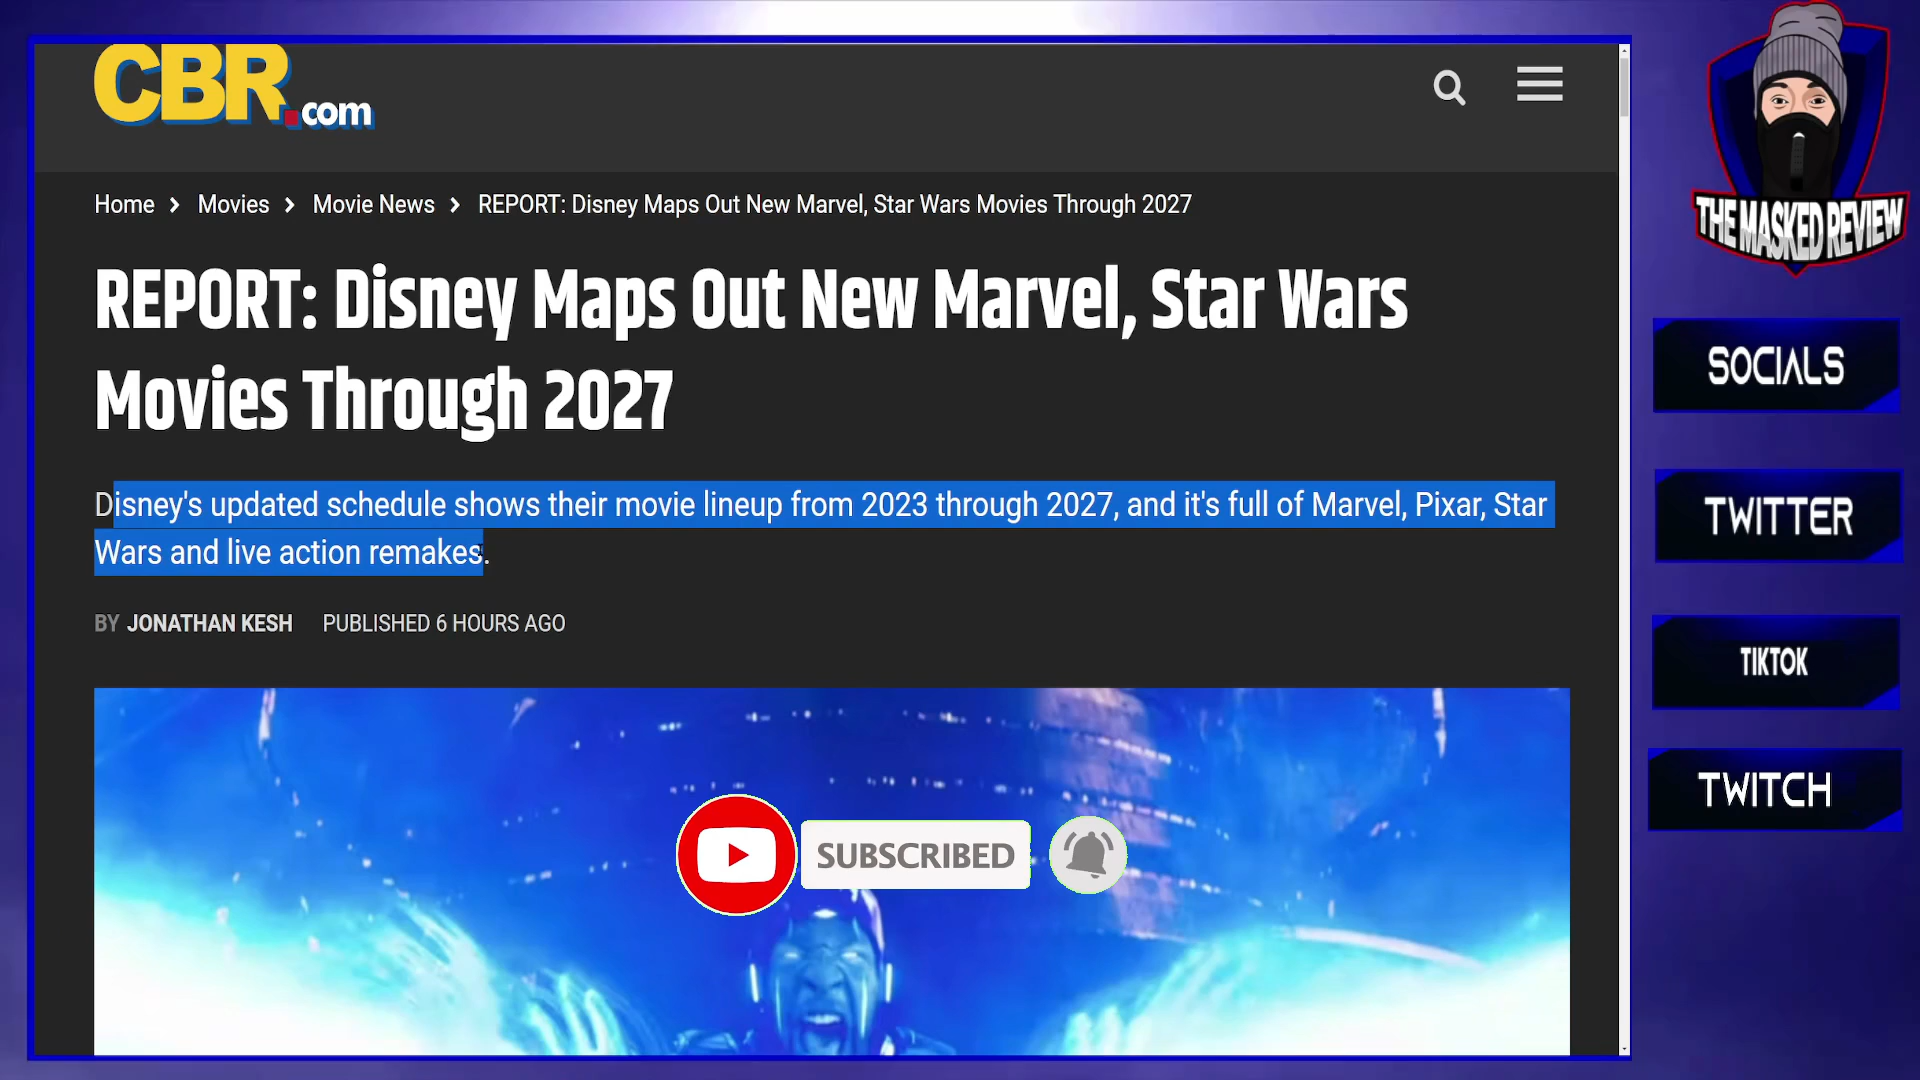 CBR.com
Home > Movies > Movie News > REPORT: Disney Maps Out New Marvel, Star Wars Movies Through 2027
REPORT: Disney Maps Out New Marvel, Star Wars
Movies Through 2027
Disney's updated schedule shows their movie lineup from 2023 through 2027, and it's full of Marvel, Pixar, Star
Wars and live action remakes.
BY JONATHAN KESH PUBLISHED 6 HOURS AGO
SUBSCRIBED
THE MASKED REVIEW
SOCIALS
TWITTER
TIKTOK
TWITCH